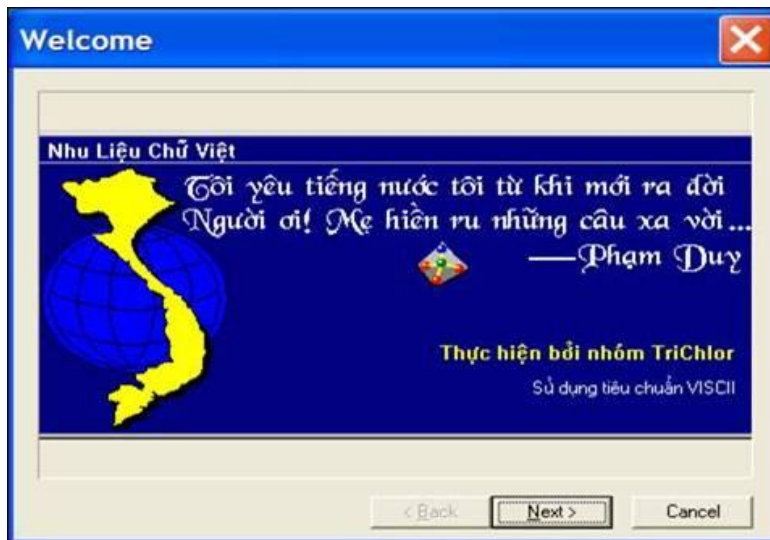 Welcome
Nhu Liệu Chữ Việt
Tôi yêu tiếng nước tôi từ khi mới ra đời
Người ơi! Mẹ hiền ru những câu xa vời...
—Phạm Duy
Thực hiện bởi nhóm TriChlor
Sử dụng tiêu chuẩn VISCII
< Back
Next >
Cancel